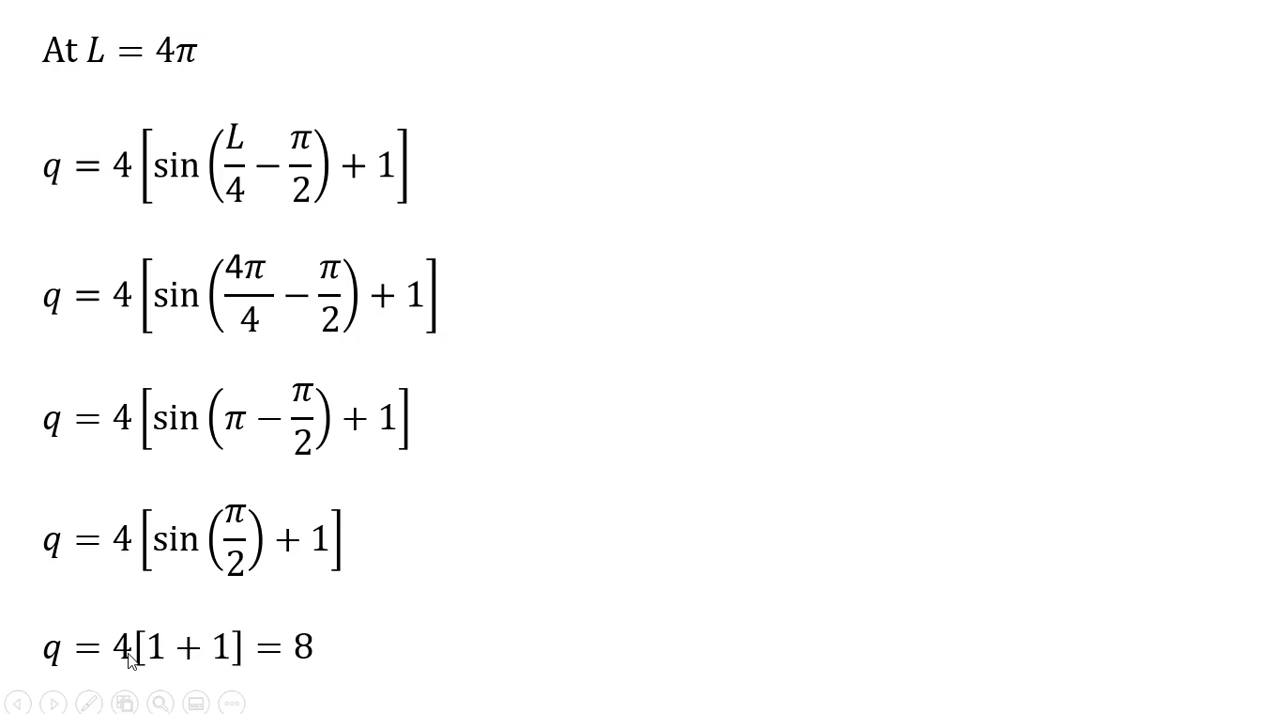 At L = 4π
q = 4[sin(L/4 − π/2) + 1]
q = 4[sin(4π/4 − π/2) + 1]
q = 4[sin(π − π/2) + 1]
q = 4[sin(π/2) + 1]
q = 4[1 + 1] = 8